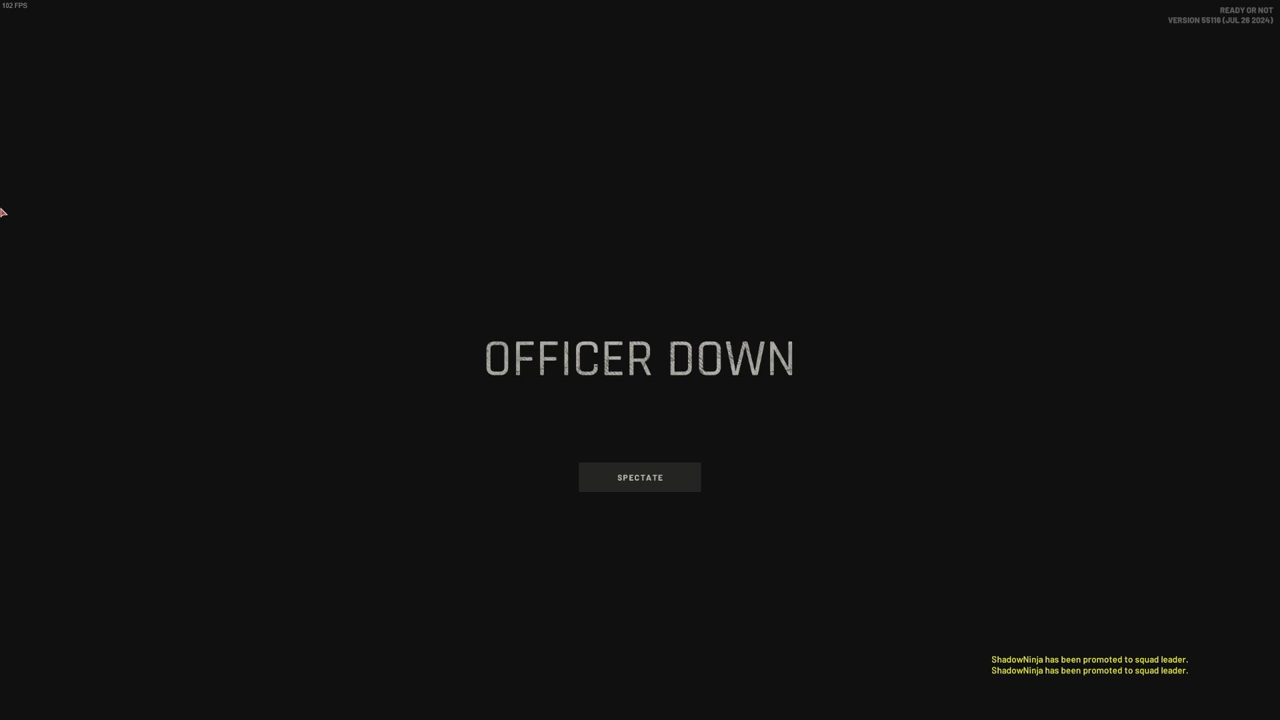 102 FPS
READY OR NOT
VERSION 55116 (JUL 26 2024)
OFFICER DOWN
SPECTATE
ShadowNinja has been promoted to squad leader.
ShadowNinja has been promoted to squad leader.